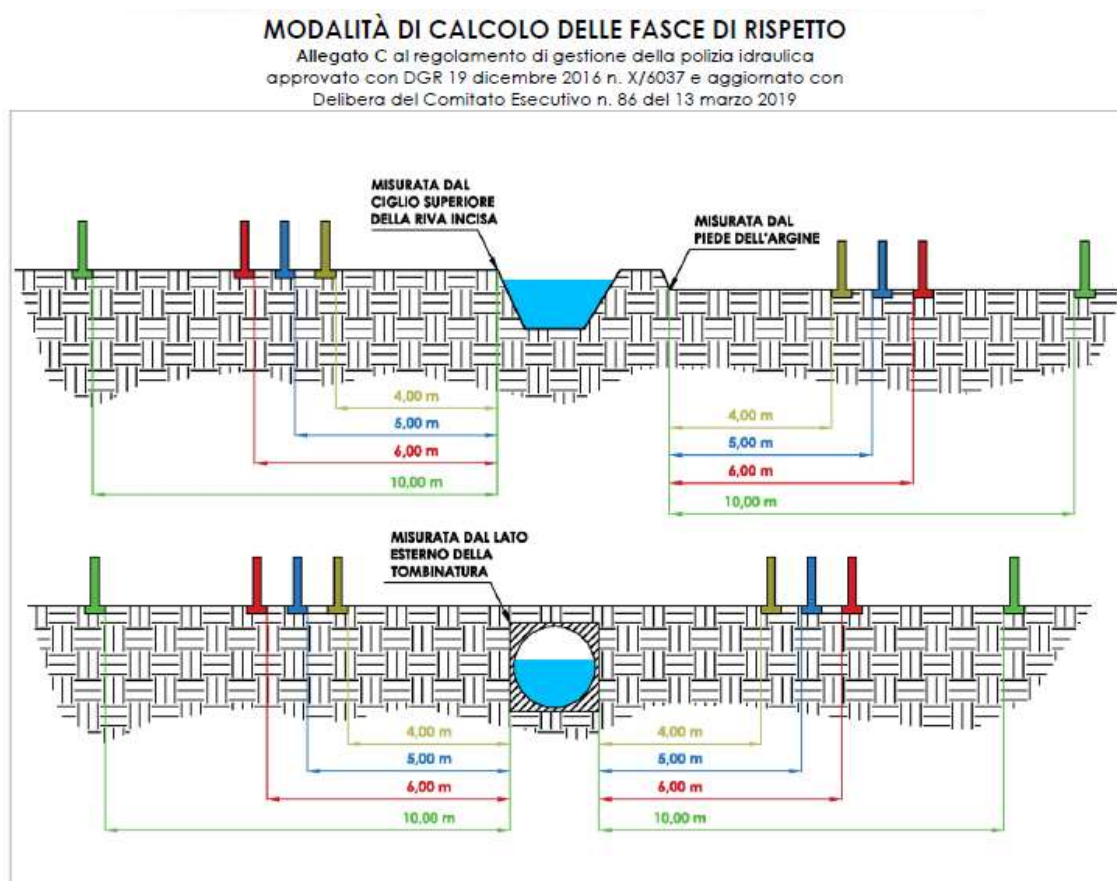 MODALITÀ DI CALCOLO DELLE FASCE DI RISPETTO
Allegato C al regolamento di gestione della polizia idraulica
approvato con DGR 19 dicembre 2016 n. X/6037 e aggiornato con
Delibera del Comitato Esecutivo n. 86 del 13 marzo 2019
MISURATA DAL
CIGLIO SUPERIORE
DELLA RIVA INCISA
MISURATA DAL
PIEDE DELL'ARGINE
4,00 m
5,00 m
6,00 m
10,00 m
4,00 m
5,00 m
6,00 m
10,00 m
MISURATA DAL LATO
ESTERNO DELLA
TOMBINATURA
4,00 m
5,00 m
6,00 m
10,00 m
4,00 m
5,00 m
6,00 m
10,00 m